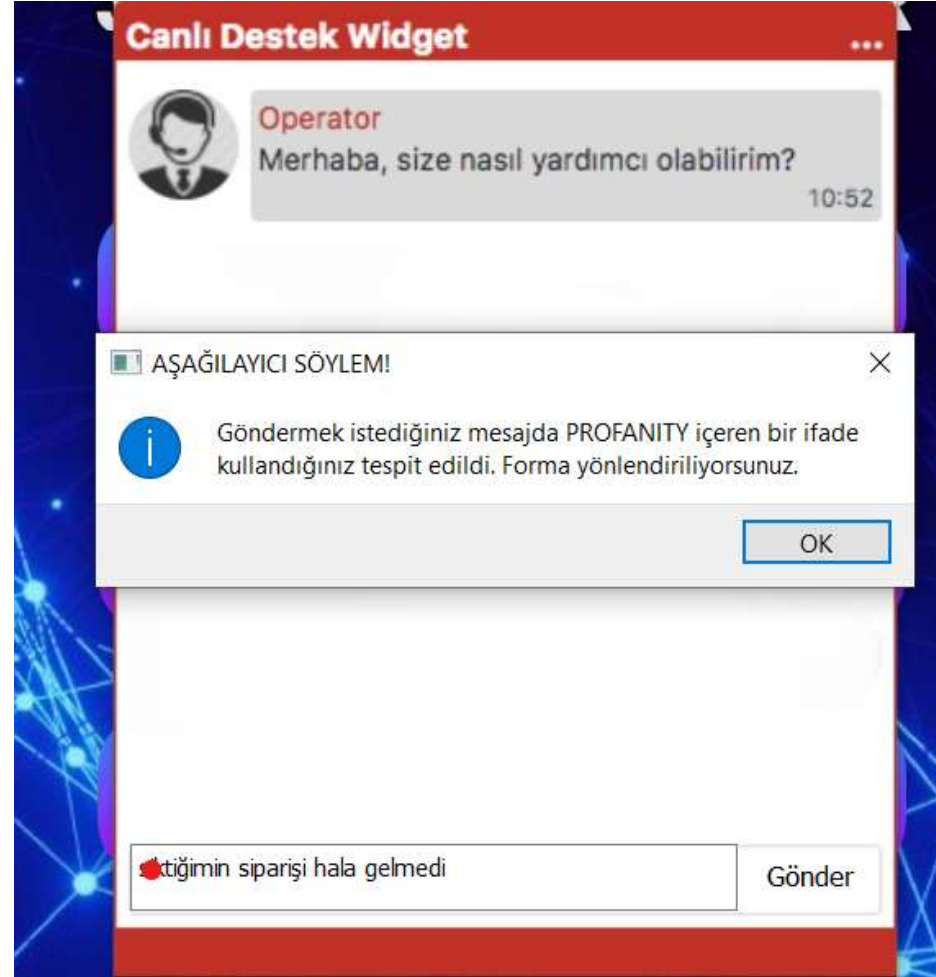 Canlı Destek Widget
...
Operator
Merhaba, size nasıl yardımcı olabilirim?
10:52
AŞAĞILAYICI SÖYLEM!
Göndermek istediğiniz mesajda PROFANITY içeren bir ifade
kullandığınız tespit edildi. Forma yönlendiriliyorsunuz.
OK
siparişi hala gelmedi
Gönder